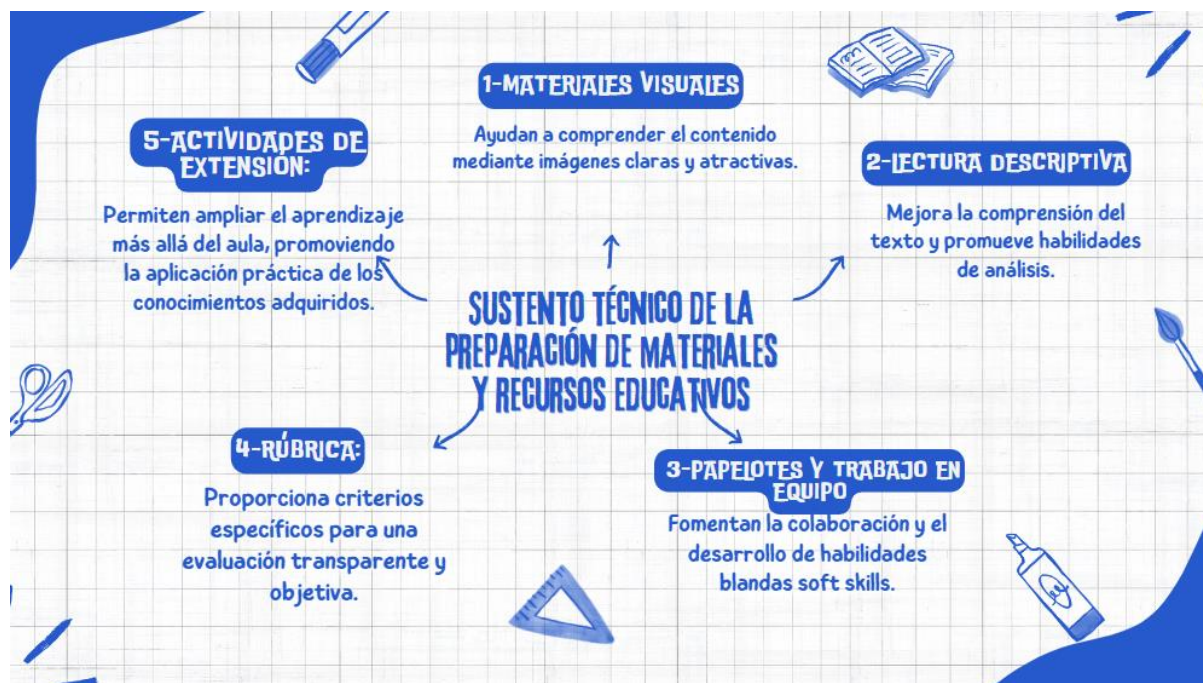 SUSTENTO TÉCNICO DE LA
PREPARACIÓN DE MATERIALES
Y RECURSOS EDUCATIVOS
1-MATERIALES VISUALES
Ayudan a comprender el contenido
mediante imágenes claras y atractivas.
2-LECTURA DESCRIPTIVA
Mejora la comprensión del
texto y promueve habilidades
de análisis.
3-PAPELOTES Y TRABAJO EN
EQUIPO
Fomentan la colaboración y el
desarrollo de habilidades
blandas soft skills.
4-RÚBRICA:
Proporciona criterios
específicos para una
evaluación transparente y
objetiva.
5-ACTIVIDADES DE
EXTENSIÓN:
Permiten ampliar el aprendizaje
más allá del aula, promoviendo
la aplicación práctica de los
conocimientos adquiridos.